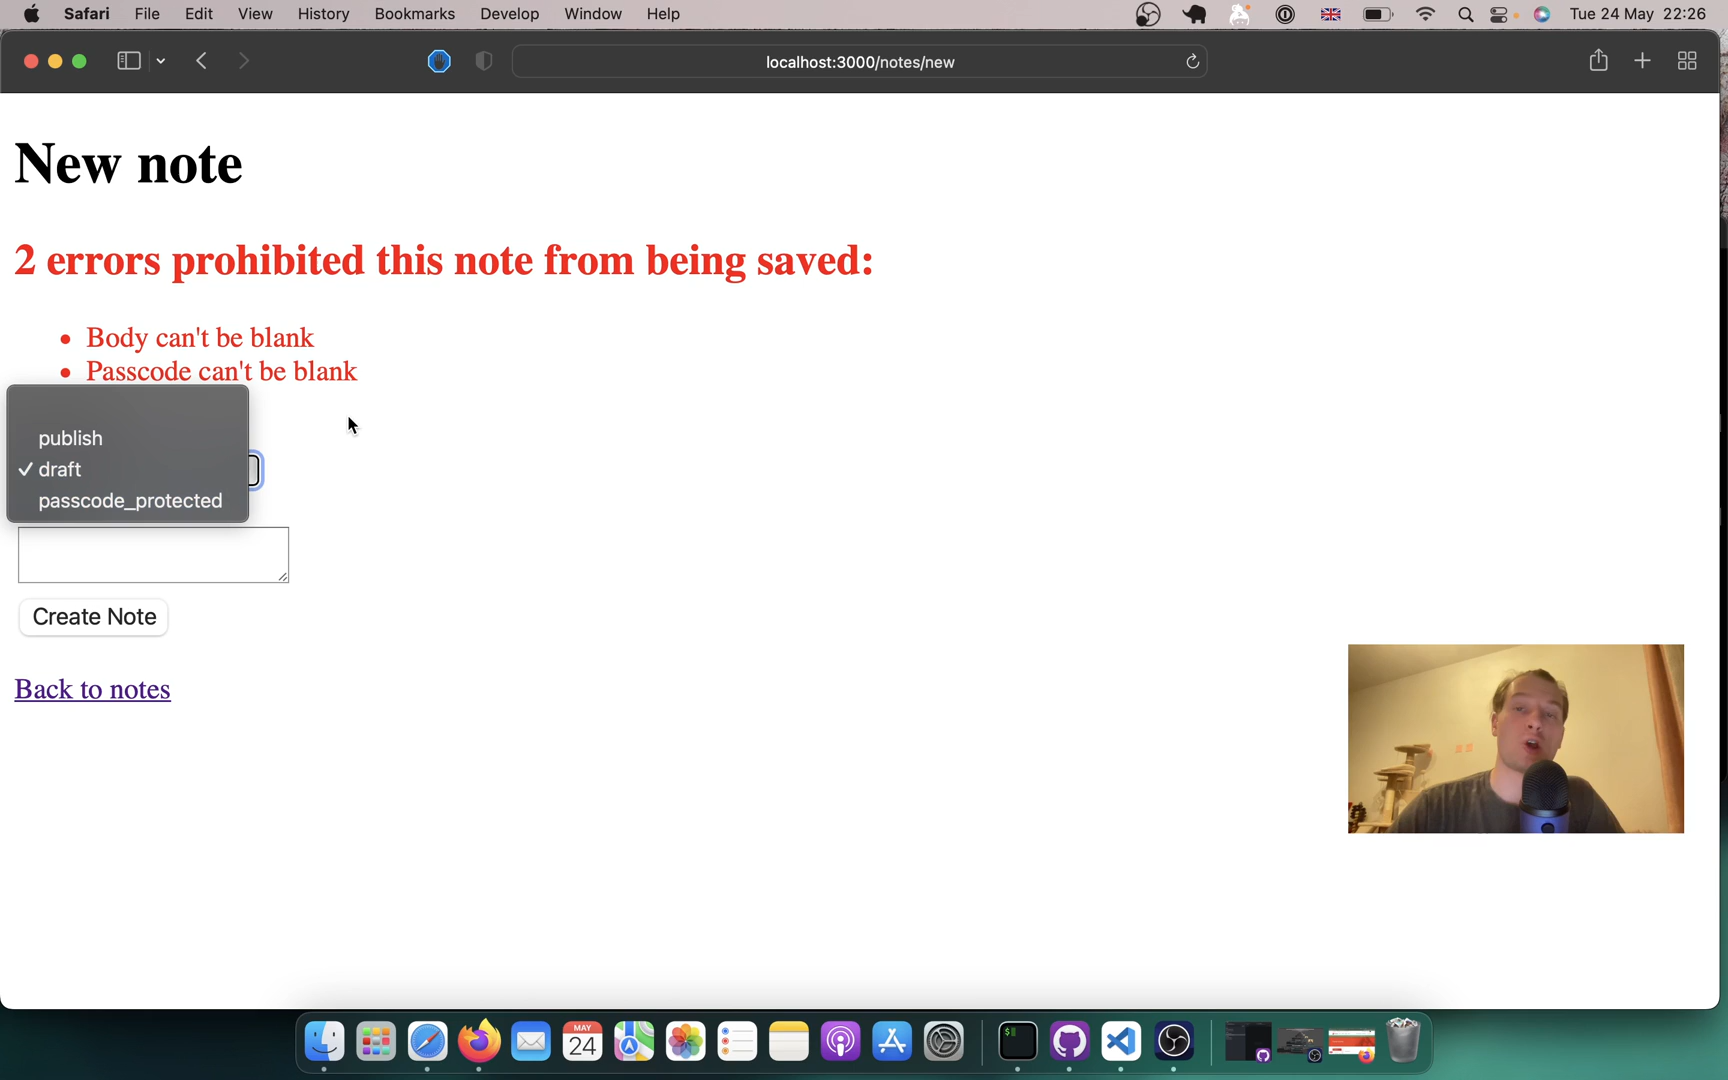 Safari File Edit View History Bookmarks Develop Window Help Tue 24 May 22:26
localhost:3000/notes/new
New note
2 errors prohibited this note from being saved:
Body can't be blank
Passcode can't be blank
publish
draft
passcode_protected
Create Note
Back to notes
MAY
24